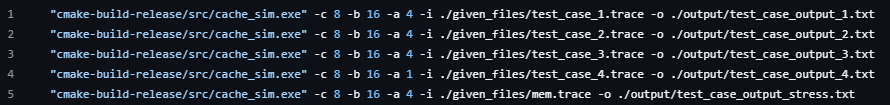 1 "cmake-build-release/src/cache_sim.exe" -c 8 -b 16 -a 4 -i ./given_files/test_case_1.trace -o ./output/test_case_output_1.txt
2 "cmake-build-release/src/cache_sim.exe" -c 8 -b 16 -a 4 -i ./given_files/test_case_2.trace -o ./output/test_case_output_2.txt
3 "cmake-build-release/src/cache_sim.exe" -c 8 -b 16 -a 4 -i ./given_files/test_case_3.trace -o ./output/test_case_output_3.txt
4 "cmake-build-release/src/cache_sim.exe" -c 8 -b 16 -a 1 -i ./given_files/test_case_4.trace -o ./output/test_case_output_4.txt
5 "cmake-build-release/src/cache_sim.exe" -c 8 -b 16 -a 4 -i ./given_files/mem.trace -o ./output/test_case_output_stress.txt